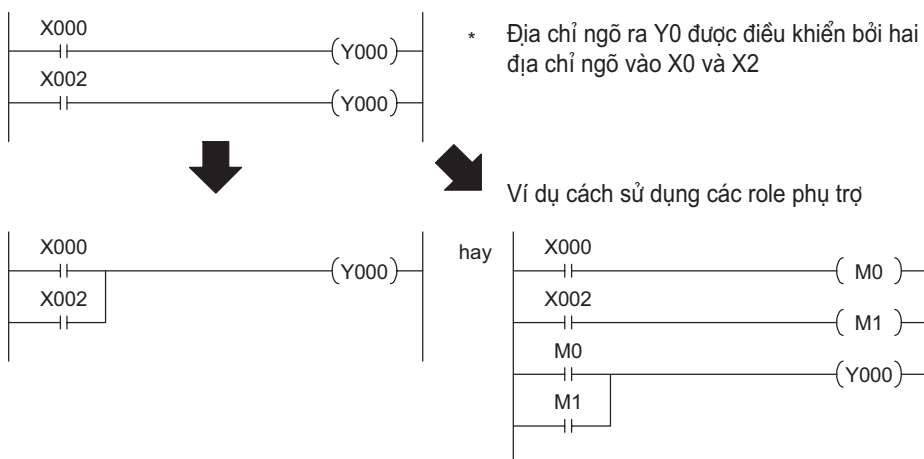 X000
(Y000)
X002
(Y000)
* Địa chỉ ngõ ra Y0 được điều khiển bởi hai
địa chỉ ngõ vào X0 và X2
Ví dụ cách sử dụng các role phụ trợ
X000
(Y000)
X002
hay
X000
( M0 )
X002
( M1 )
M0
(Y000)
M1